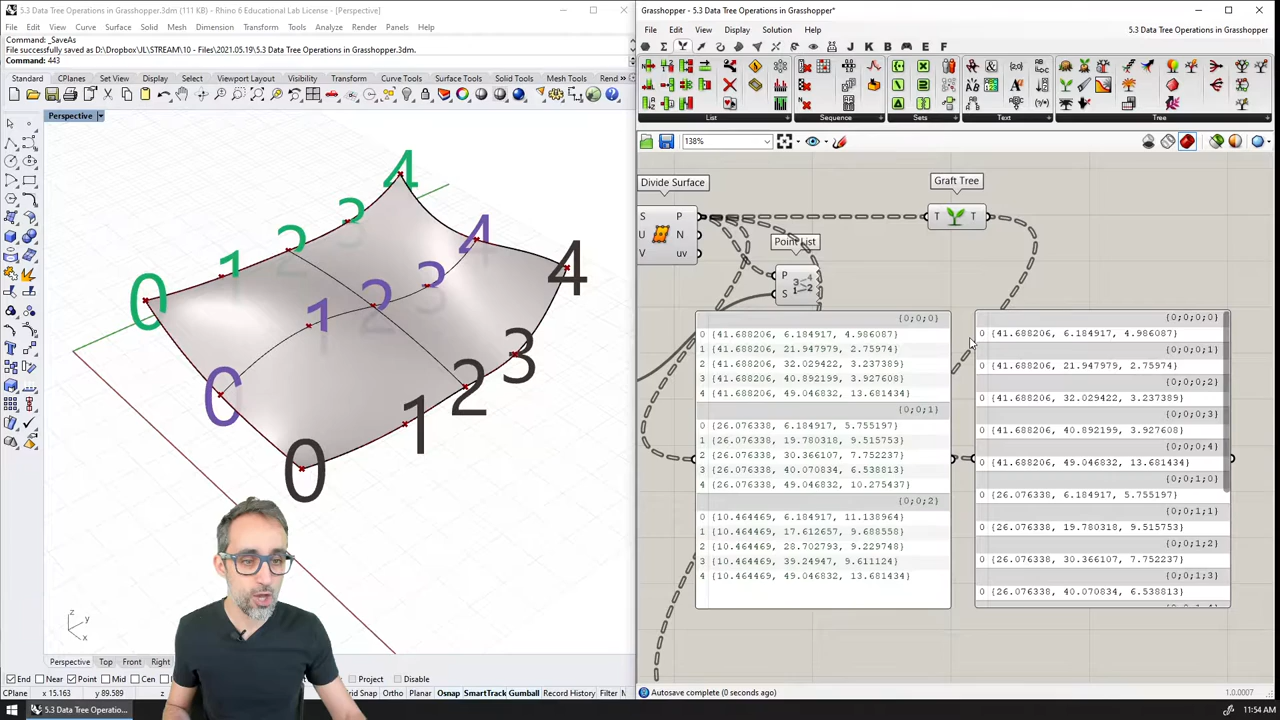 5.3 Data Tree Operations in Grasshopper.3dm (111 KB) - Rhino 6 Educational Lab License - [Perspective]
File Edit View Curve Surface Solid Mesh Dimension Transform Tools Analyze Render Panels Help
Command: _SaveAs
File successfully saved as D:\Dropbox\UL\STREAM\10 - Files\2021.05.19\5.3 Data Tree Operations in Grasshopper.3dm.
Command: 443
Standard CPlanes Set View Display Select Viewport Layout Visibility Transform Curve Tools Surface Tools Solid Tools Mesh Tools Rend »
Perspective
4
3
2
1
0
4
3
2
1
0
4
3
2
1
0
z
y
x
Perspective Top Front Right
End Near Point Mid Cen Project Disable
CPlane x 15.163 y 89.589 id Snap Ortho Planar Osnap SmartTrack Gumball Record History Filter M
5.3 Data Tree Operatio...
Grasshopper - 5.3 Data Tree Operations in Grasshopper*
File Edit View Display Solution Help
5.3 Data Tree Operations in Grasshopper
List Sequence Sets Text Tree
138%
Divide Surface
S P
U N
V uv
Graft Tree
T T
Point List
P
S
{0;0;0}
0 {41.688206, 6.184917, 4.986087}
1 {41.688206, 21.947979, 2.75974}
2 {41.688206, 32.029422, 3.237389}
3 {41.688206, 40.892199, 3.927608}
4 {41.688206, 49.046832, 13.681434}
{0;0;1}
0 {26.076338, 6.184917, 5.755197}
1 {26.076338, 19.780318, 9.515753}
2 {26.076338, 30.366107, 7.752237}
3 {26.076338, 40.070834, 6.538813}
4 {26.076338, 49.046832, 10.275437}
{0;0;2}
0 {10.464469, 6.184917, 11.138964}
1 {10.464469, 17.612657, 9.688558}
2 {10.464469, 28.702793, 9.229748}
3 {10.464469, 39.24947, 9.611124}
4 {10.464469, 49.046832, 13.681434}
{0;0;0;0}
0 {41.688206, 6.184917, 4.986087}
{0;0;0;1}
0 {41.688206, 21.947979, 2.75974}
{0;0;0;2}
0 {41.688206, 32.029422, 3.237389}
{0;0;0;3}
0 {41.688206, 40.892199, 3.927608}
{0;0;0;4}
0 {41.688206, 49.046832, 13.681434}
{0;0;1;0}
0 {26.076338, 6.184917, 5.755197}
{0;0;1;1}
0 {26.076338, 19.780318, 9.515753}
{0;0;1;2}
0 {26.076338, 30.366107, 7.752237}
{0;0;1;3}
0 {26.076338, 40.070834, 6.538813}
Autosave complete (0 seconds ago)
1.0.0007
11:54 AM